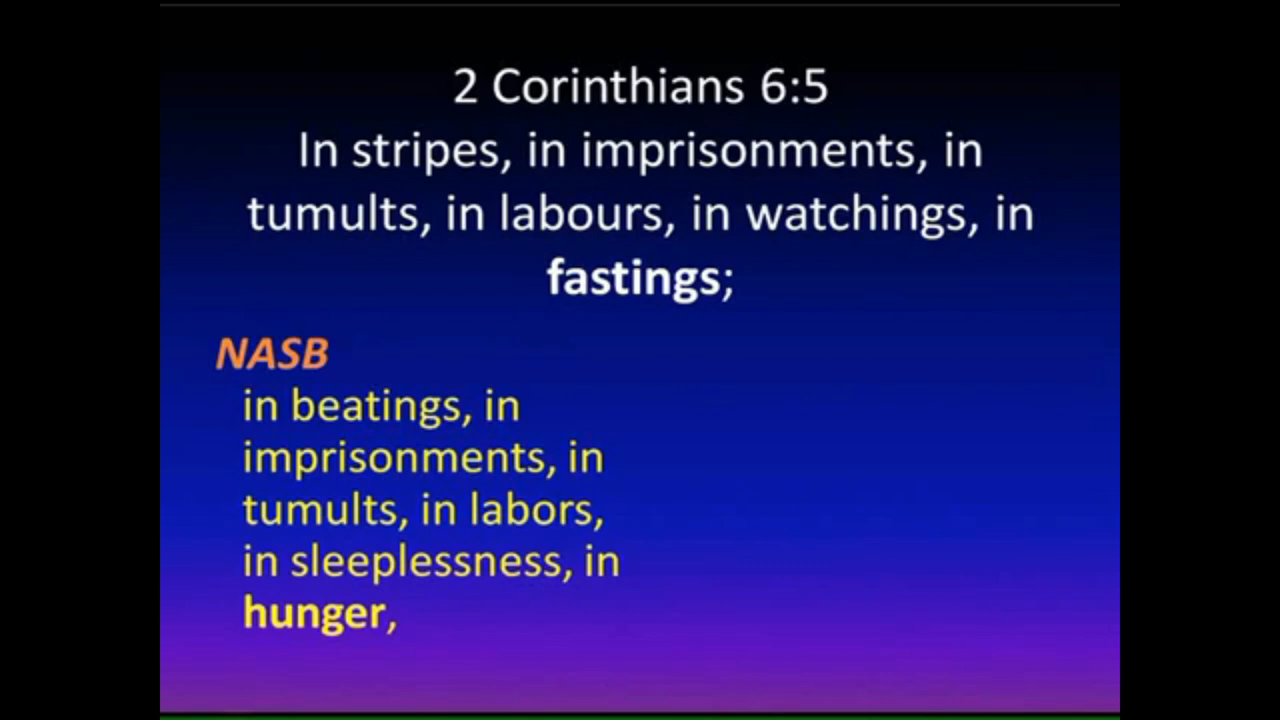 2 Corinthians 6:5
In stripes, in imprisonments, in
tumults, in labours, in watchings, in
fastings;
NASB
in beatings, in
imprisonments, in
tumults, in labors,
in sleeplessness, in
hunger,